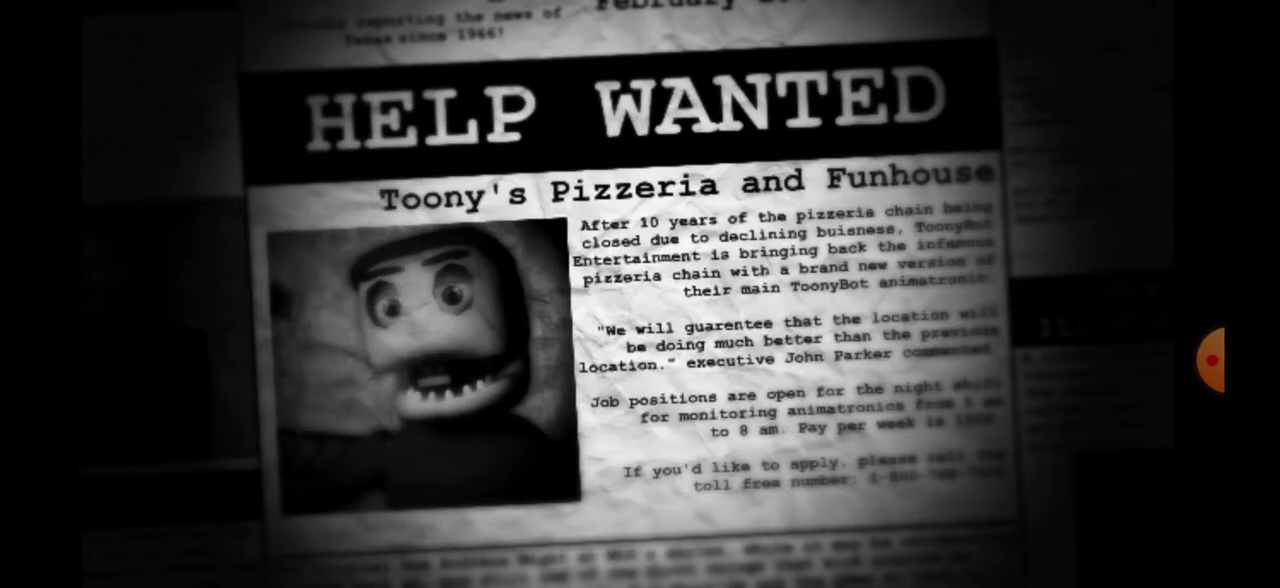 reporting the news of
Texas since 1966!
February
HELP WANTED
Toony's Pizzeria and Funhouse
After 10 years of the pizzeria chain being
closed due to declining buisness, ToonyBot
Entertainment is bringing back the infamous
pizzeria chain with a brand new version of
their main ToonyBot animatronic.
"We will guarentee that the location will
be doing much better than the previous
location." executive John Parker commented.
Job positions are open for the night shift
for monitoring animatronics from
to 8 am. Pay per week is
If you'd like to apply, please call the
toll free number: 1-800-